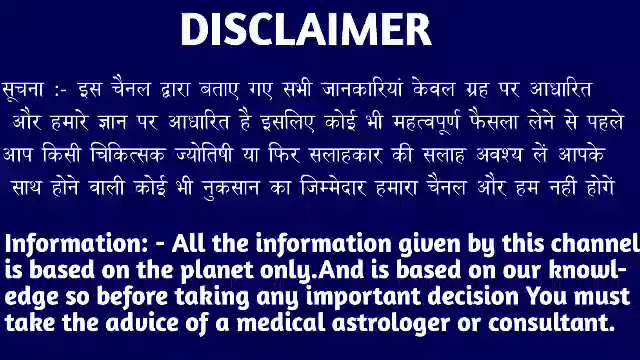 DISCLAIMER
सूचना :- इस चैनल द्वारा बताए गए सभी जानकारियां केवल ग्रह पर आधारित
और हमारे ज्ञान पर आधारित है इसलिए कोई भी महत्वपूर्ण फैसला लेने से पहले
आप किसी चिकित्सक ज्योतिषी या फिर सलाहकार की सलाह अवश्य लें आपके
साथ होने वाली कोई भी नुकसान का जिम्मेदार हमारा चैनल और हम नहीं होगें
Information: - All the information given by this channel
is based on the planet only.And is based on our knowl-
edge so before taking any important decision You must
take the advice of a medical astrologer or consultant.